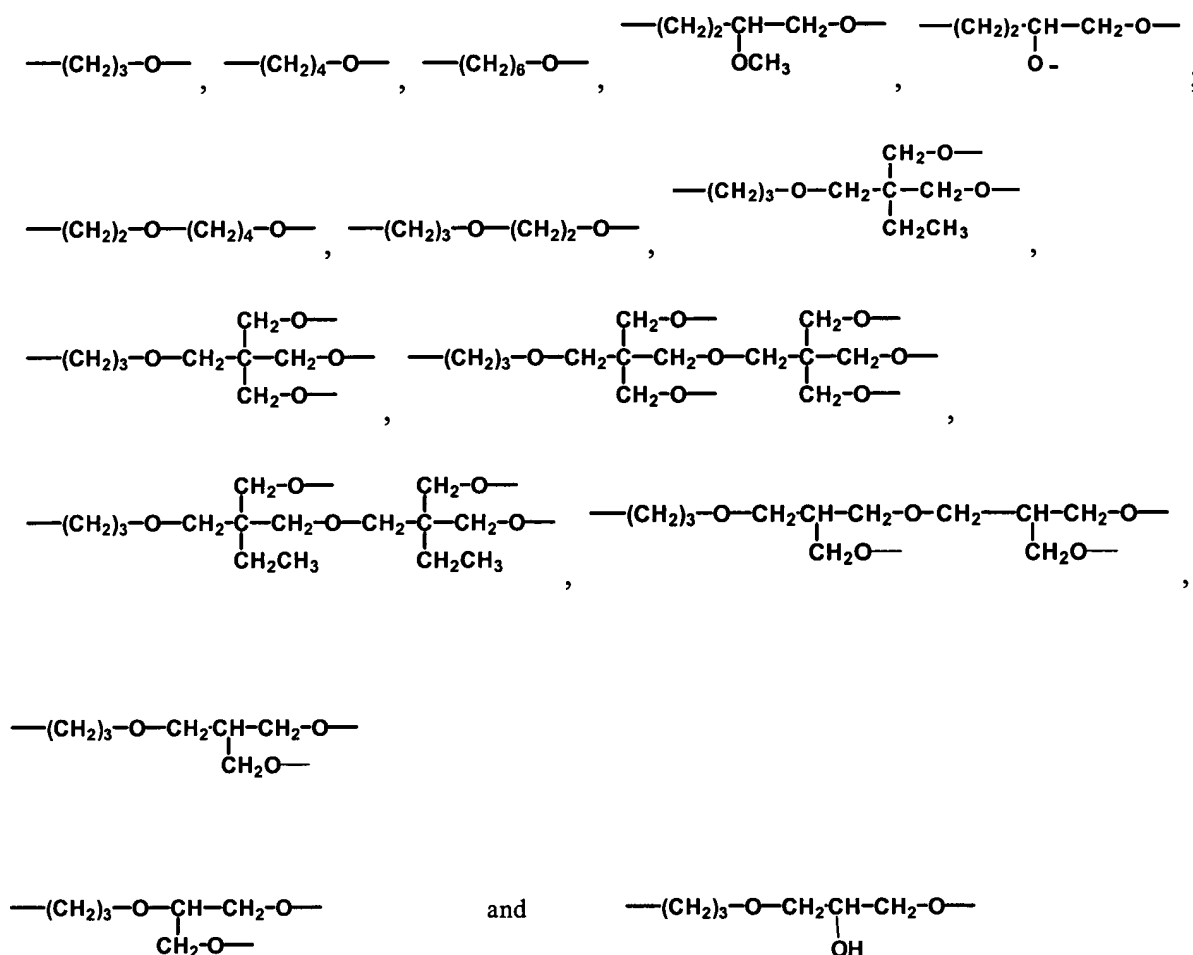 —(CH₂)₃–O— , —(CH₂)₄–O— , —(CH₂)₆–O— , —(CH₂)₂–CH—CH₂–O— , —(CH₂)₂–CH—CH₂–O— ;
OCH₃ O-
CH₂–O—
—(CH₂)₂–O—(CH₂)₄–O— , —(CH₂)₃–O—(CH₂)₂–O— , —(CH₂)₃–O—CH₂–C—CH₂–O— ,
CH₂CH₃
CH₂–O— CH₂–O— CH₂–O—
—(CH₂)₃–O—CH₂ CH₂–O— , —(CH₂)₃–O—CH₂ CH₂–O—CH₂ CH₂–O— ,
CH₂–O— CH₂–O— CH₂–O—
CH₂–O— CH₂–O—
—(CH₂)₃–O—CH₂ CH₂–O—CH₂ CH₂–O— , —(CH₂)₃–O—CH₂–CH—CH₂–O—CH₂—CH—CH₂–O— ,
CH₂CH₃ CH₂CH₃ CH₂O— CH₂O—
—(CH₂)₃–O—CH₂·CH—CH₂–O—
CH₂O—
—(CH₂)₃–O—CH—CH₂–O— and —(CH₂)₃–O—CH₂CH—CH₂–O—
CH₂–O— OH